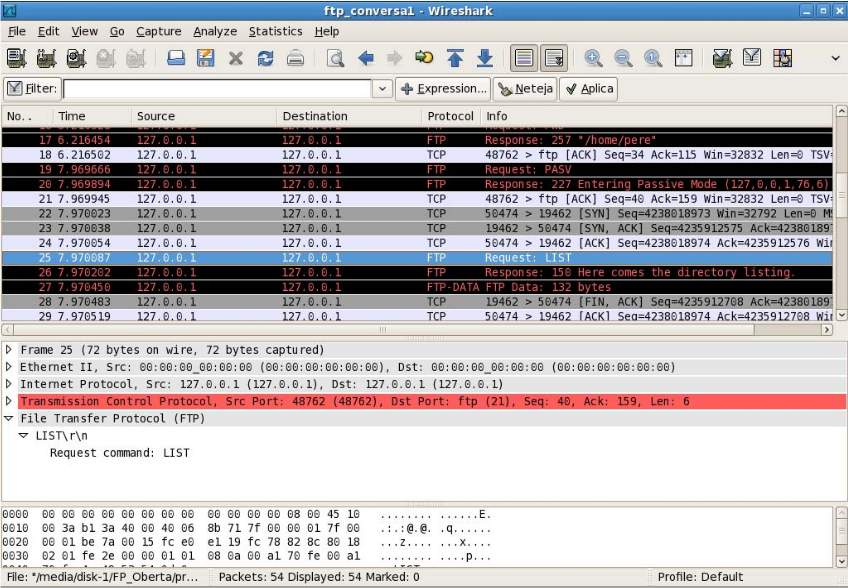 ftp_conversa1 - Wireshark
File Edit View Go Capture Analyze Statistics Help
Filter: Expression... Neteja Aplica
No. . Time Source Destination Protocol Info
17 6.216454 127.0.0.1 127.0.0.1 FTP Response: 257 "/home/pere"
18 6.216502 127.0.0.1 127.0.0.1 TCP 48762 > ftp [ACK] Seq=34 Ack=115 Win=32832 Len=0 TSV=
19 7.969666 127.0.0.1 127.0.0.1 FTP Request: PASV
20 7.969894 127.0.0.1 127.0.0.1 FTP Response: 227 Entering Passive Mode (127,0,0,1,76,6)
21 7.969945 127.0.0.1 127.0.0.1 TCP 48762 > ftp [ACK] Seq=40 Ack=159 Win=32832 Len=0 TSV=
22 7.970023 127.0.0.1 127.0.0.1 TCP 50474 > 19462 [SYN] Seq=4238018973 Win=32792 Len=0 M
23 7.970038 127.0.0.1 127.0.0.1 TCP 19462 > 50474 [SYN, ACK] Seq=4235912575 Ack=42380189
24 7.970054 127.0.0.1 127.0.0.1 TCP 50474 > 19462 [ACK] Seq=4238018974 Ack=4235912576 Wi
25 7.970087 127.0.0.1 127.0.0.1 FTP Request: LIST
26 7.970202 127.0.0.1 127.0.0.1 FTP Response: 150 Here comes the directory listing.
27 7.970450 127.0.0.1 127.0.0.1 FTP-DATA FTP Data: 132 bytes
28 7.970483 127.0.0.1 127.0.0.1 TCP 19462 > 50474 [FIN, ACK] Seq=4235912708 Ack=42380189
29 7.970519 127.0.0.1 127.0.0.1 TCP 50474 > 19462 [ACK] Seq=4238018974 Ack=4235912708 Wi
Frame 25 (72 bytes on wire, 72 bytes captured)
Ethernet II, Src: 00:00:00_00:00:00 (00:00:00:00:00:00), Dst: 00:00:00_00:00:00 (00:00:00:00:00:00)
Internet Protocol, Src: 127.0.0.1 (127.0.0.1), Dst: 127.0.0.1 (127.0.0.1)
Transmission Control Protocol, Src Port: 48762 (48762), Dst Port: ftp (21), Seq: 40, Ack: 159, Len: 6
File Transfer Protocol (FTP)
LIST\r\n
Request command: LIST
0000 00 00 00 00 00 00 00 00 00 00 00 00 08 00 45 10 ........ ......E.
0010 00 3a b1 3a 40 00 40 06 8b 71 7f 00 00 01 7f 00 .:.:@.@. .q......
0020 00 01 be 7a 00 15 fc e0 e1 19 fc 78 82 8c 80 18 ...z.... ...x....
0030 02 01 fe 2e 00 00 01 01 08 0a 00 a1 70 fe 00 a1 ........ ....p...
File: "/media/disk-1/FP_Oberta/pr... Packets: 54 Displayed: 54 Marked: 0 Profile: Default